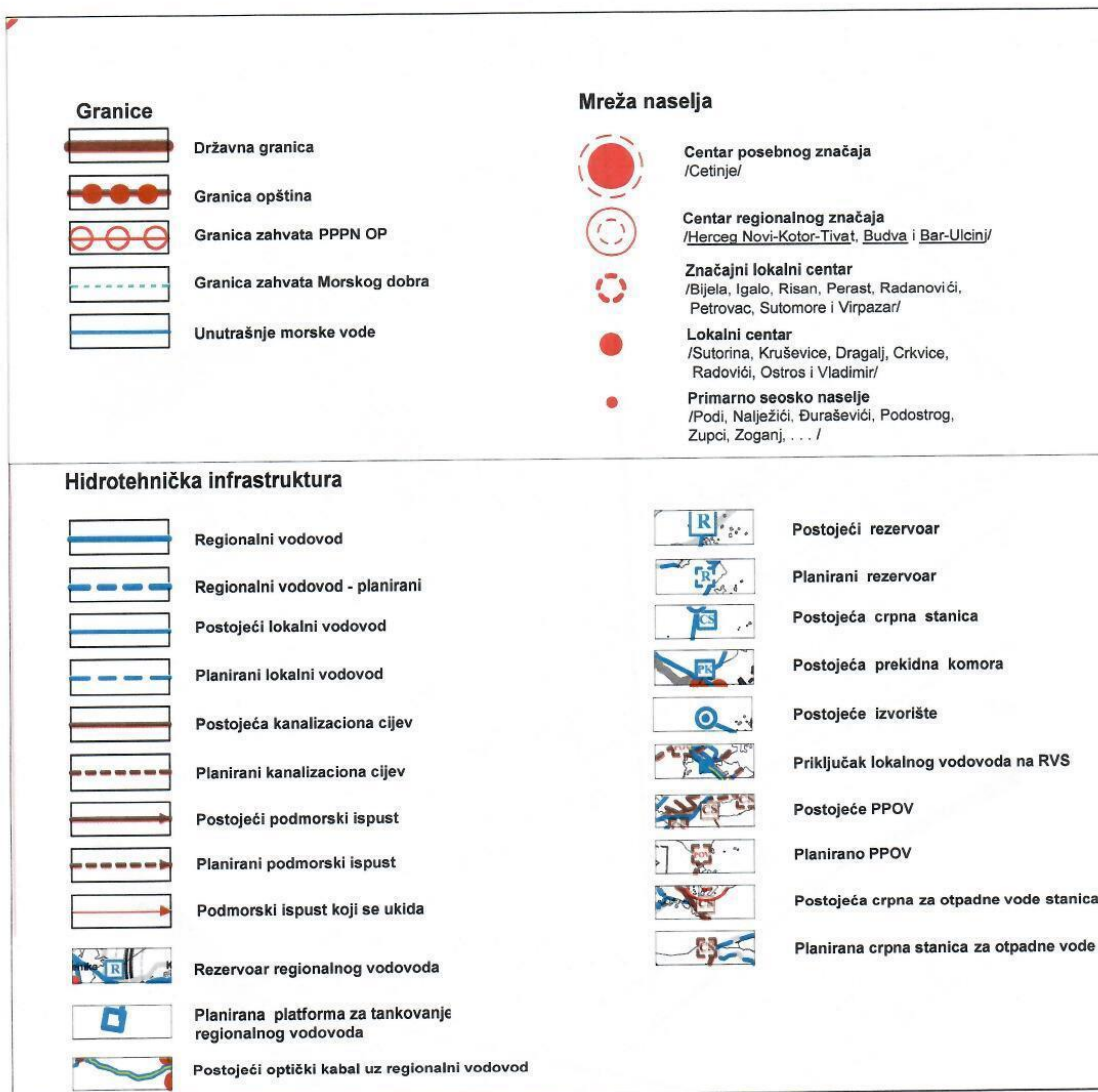 Granice
Državna granica
Granica opština
Granica zahvata PPPN OP
Granica zahvata Morskog dobra
Unutrašnje morske vode
Mreža naselja
Centar posebnog značaja
/Cetinje/
Centar regionalnog značaja
/Herceg Novi-Kotor-Tivat, Budva i Bar-Ulcinj/
Značajni lokalni centar
/Bijela, Igalo, Risan, Perast, Radanovići,
Petrovac, Sutomore i Virpazar/
Lokalni centar
/Sutorina, Kruševice, Dragalj, Crkvice,
Radovići, Ostros i Vladimir/
Primarno seosko naselje
/Podi, Nalježići, Đuraševići, Podostrog,
Zupci, Zoganj, . . . /
Hidrotehnička infrastruktura
Regionalni vodovod
Regionalni vodovod - planirani
Postojeći lokalni vodovod
Planirani lokalni vodovod
Postojeća kanalizaciona cijev
Planirani kanalizaciona cijev
Postojeći podmorski ispust
Planirani podmorski ispust
Podmorski ispust koji se ukida
R
Rezervoar regionalnog vodovoda
Planirana platforma za tankovanje
regionalnog vodovoda
Postojeći optički kabal uz regionalni vodovod
R
Postojeći rezervoar
R
Planirani rezervoar
CS
Postojeća crpna stanica
PK
Postojeća prekidna komora
Postojeće izvorište
Priključak lokalnog vodovoda na RVS
CS
Postojeće PPOV
POV
Planirano PPOV
CS
Postojeća crpna za otpadne vode stanica
CS
Planirana crpna stanica za otpadne vode